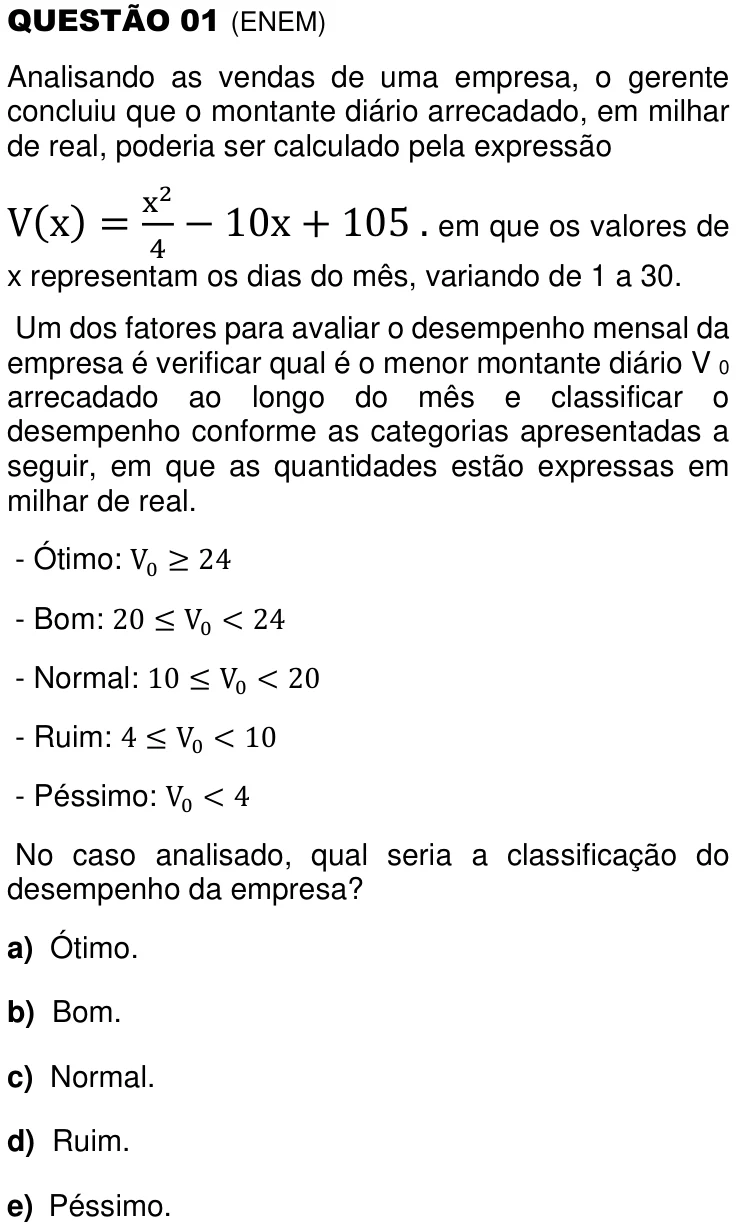 QUESTÃO 01 (ENEM)
Analisando as vendas de uma empresa, o gerente
concluiu que o montante diário arrecadado, em milhar
de real, poderia ser calculado pela expressão
V(x) = x²/4 − 10x + 105 . em que os valores de
x representam os dias do mês, variando de 1 a 30.
Um dos fatores para avaliar o desempenho mensal da
empresa é verificar qual é o menor montante diário V ₀
arrecadado ao longo do mês e classificar o
desempenho conforme as categorias apresentadas a
seguir, em que as quantidades estão expressas em
milhar de real.
- Ótimo: V₀ ≥ 24
- Bom: 20 ≤ V₀ < 24
- Normal: 10 ≤ V₀ < 20
- Ruim: 4 ≤ V₀ < 10
- Péssimo: V₀ < 4
No caso analisado, qual seria a classificação do
desempenho da empresa?
a) Ótimo.
b) Bom.
c) Normal.
d) Ruim.
e) Péssimo.